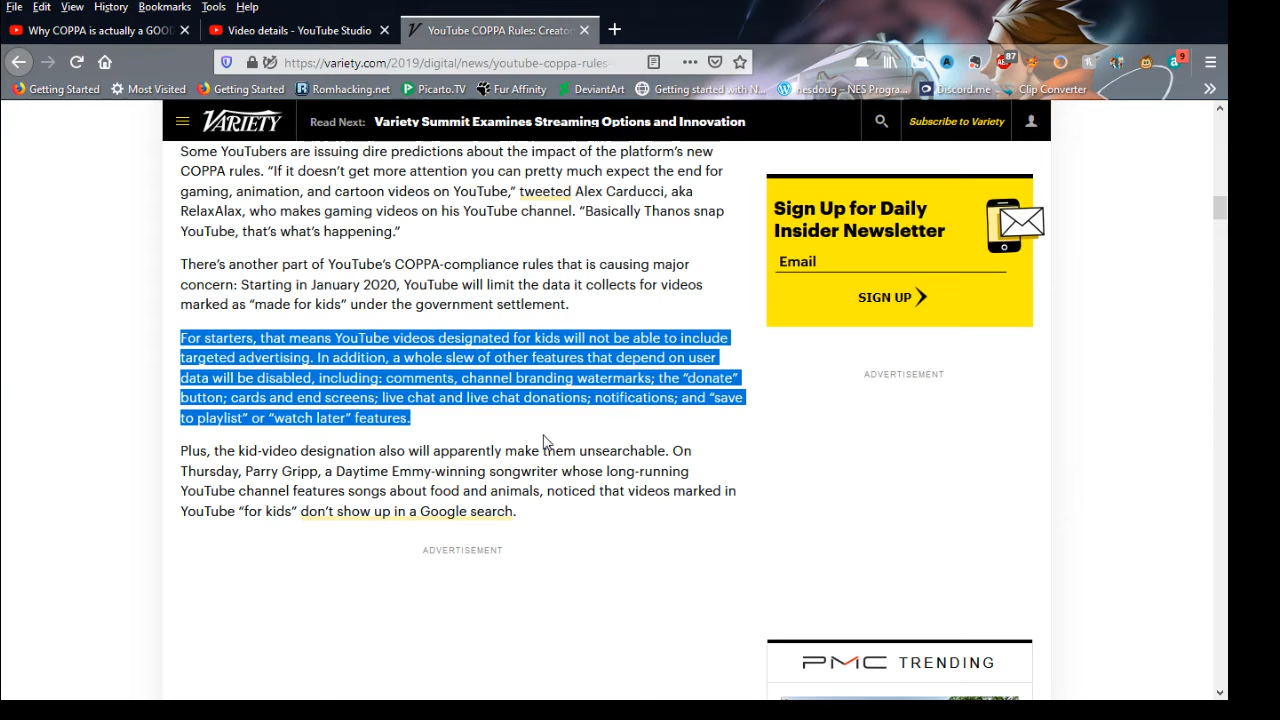 File Edit View History Bookmarks Tools Help
Why COPPA is actually a GOOD
Video details - YouTube Studio
YouTube COPPA Rules: Creator
https://variety.com/2019/digital/news/youtube-coppa-rules-
87
9
Getting Started Most Visited Getting Started Romhacking.net Picarto.TV Fur Affinity DeviantArt Getting started with N... nesdoug – NES Progra... Discord.me Clip Converter
VARIETY Read Next: Variety Summit Examines Streaming Options and Innovation Subscribe to Variety
Some YouTubers are issuing dire predictions about the impact of the platform’s new
COPPA rules. “If it doesn’t get more attention you can pretty much expect the end for
gaming, animation, and cartoon videos on YouTube,” tweeted Alex Carducci, aka
RelaxAlax, who makes gaming videos on his YouTube channel. “Basically Thanos snap
YouTube, that’s what’s happening.”
There’s another part of YouTube’s COPPA-compliance rules that is causing major
concern: Starting in January 2020, YouTube will limit the data it collects for videos
marked as “made for kids” under the government settlement.
For starters, that means YouTube videos designated for kids will not be able to include
targeted advertising. In addition, a whole slew of other features that depend on user
data will be disabled, including: comments, channel branding watermarks; the “donate”
button; cards and end screens; live chat and live chat donations; notifications; and “save
to playlist” or “watch later” features.
Plus, the kid-video designation also will apparently make them unsearchable. On
Thursday, Parry Gripp, a Daytime Emmy-winning songwriter whose long-running
YouTube channel features songs about food and animals, noticed that videos marked in
YouTube “for kids” don’t show up in a Google search.
ADVERTISEMENT
Sign Up for Daily
Insider Newsletter
Email
SIGN UP
ADVERTISEMENT
PMC TRENDING